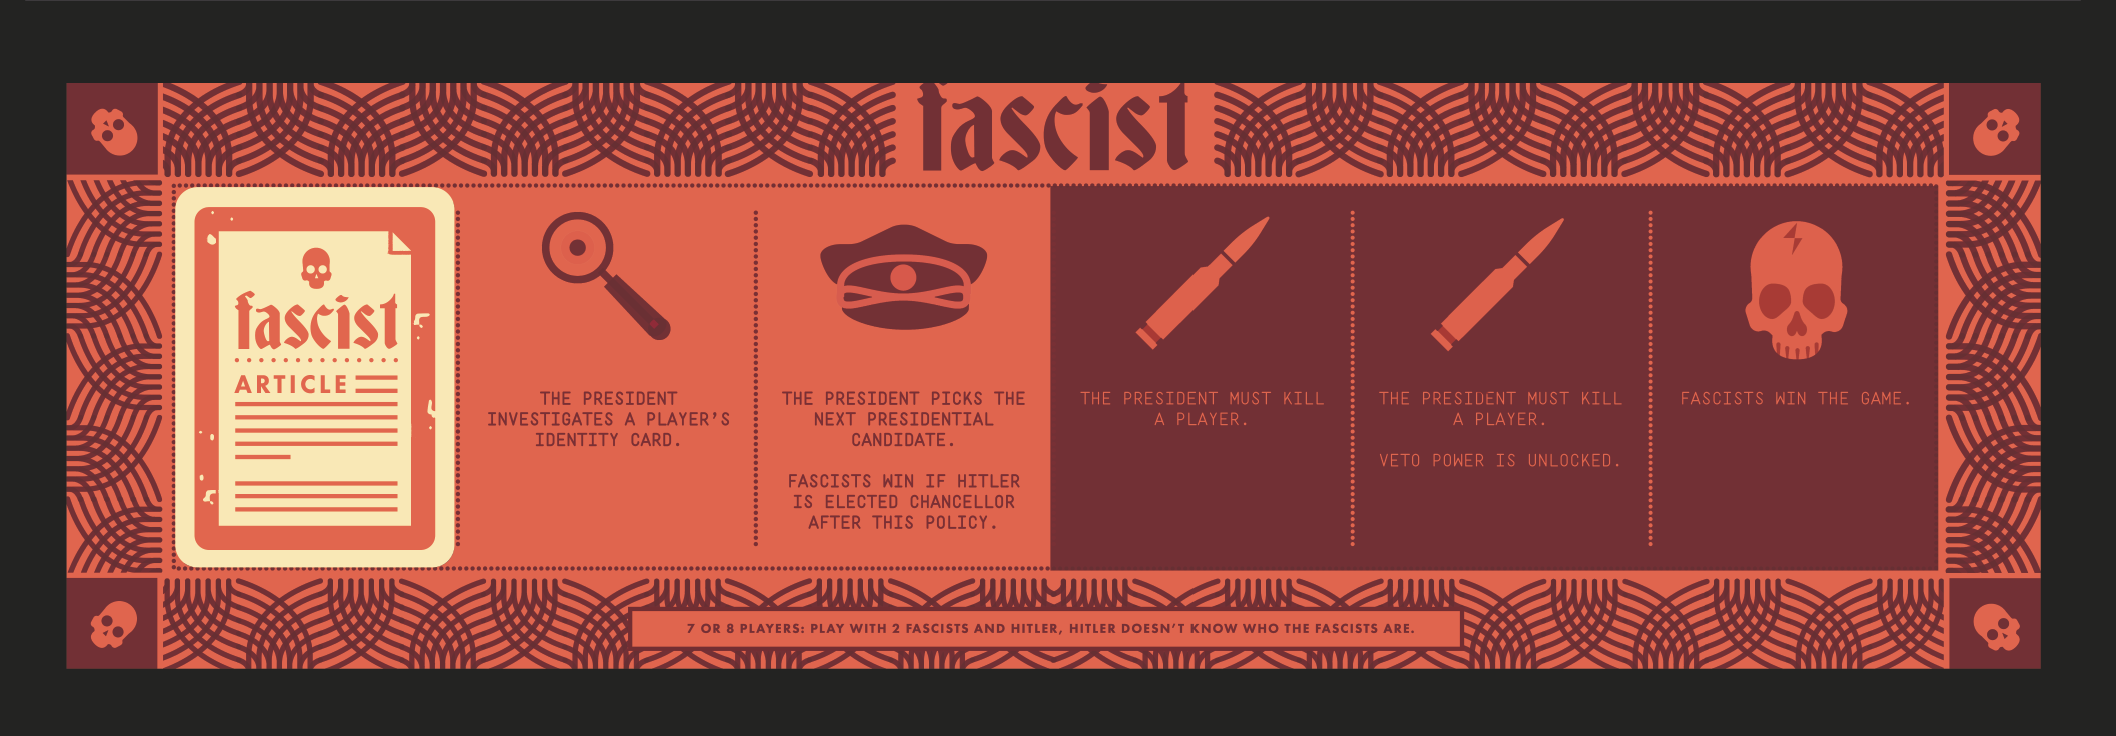 fascist
fascist
ARTICLE
THE PRESIDENT
INVESTIGATES A PLAYER'S
IDENTITY CARD.
THE PRESIDENT PICKS THE
NEXT PRESIDENTIAL
CANDIDATE.
FASCISTS WIN IF HITLER
IS ELECTED CHANCELLOR
AFTER THIS POLICY.
THE PRESIDENT MUST KILL
A PLAYER.
THE PRESIDENT MUST KILL
A PLAYER.
VETO POWER IS UNLOCKED.
FASCISTS WIN THE GAME.
7 OR 8 PLAYERS: PLAY WITH 2 FASCISTS AND HITLER, HITLER DOESN'T KNOW WHO THE FASCISTS ARE.